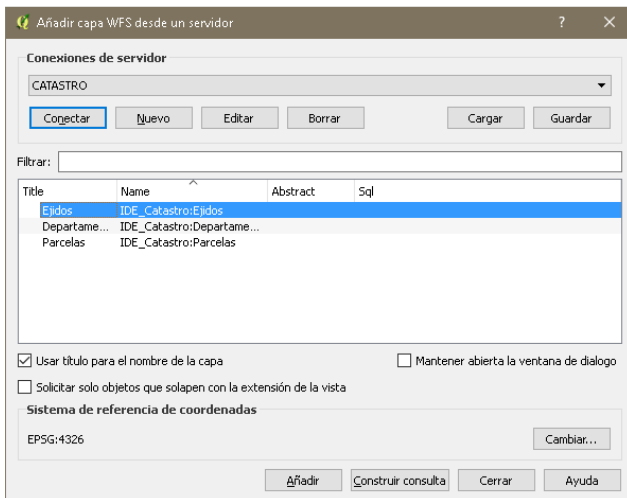 Añadir capa WFS desde un servidor ? ×
Conexiones de servidor
CATASTRO
Conectar Nuevo Editar Borrar Cargar Guardar
Filtrar:
Title Name Abstract Sql
Ejidos IDE_Catastro:Ejidos
Departame... IDE_Catastro:Departame...
Parcelas IDE_Catastro:Parcelas
Usar título para el nombre de la capa Mantener abierta la ventana de dialogo
Solicitar solo objetos que solapen con la extensión de la vista
Sistema de referencia de coordenadas
EPSG:4326 Cambiar...
Añadir Construir consulta Cerrar Ayuda